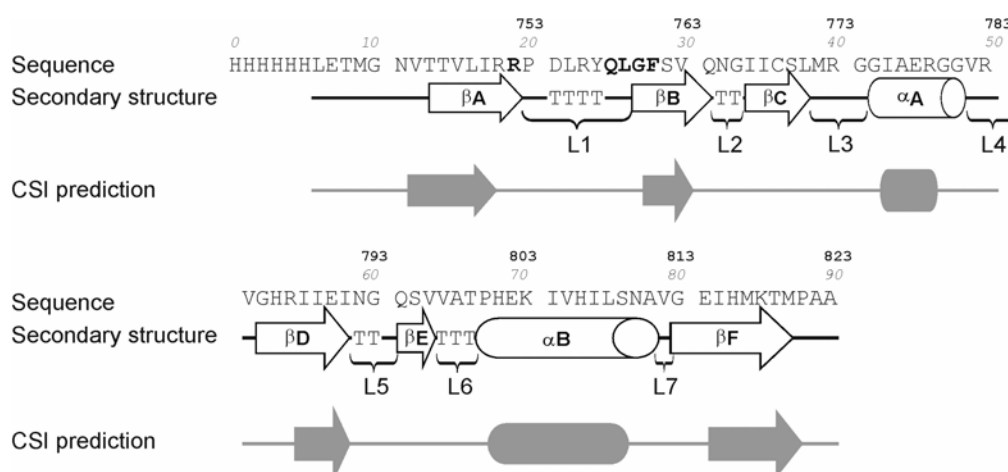 753 763 773 783
0 10 20 30 40 50
Sequence HHHHHHLETMG NVTTVLIRRP DLRYQLGFSV QNGIICSLMR GGIAERGGVR
Secondary structure βA TTTT βB TT βC αA
L1 L2 L3 L4
CSI prediction
793 803 813 823
60 70 80 90
Sequence VGHRIIEING QSVVATPHEK IVHILSNAVG EIHMKTMPAA
Secondary structure βD TT βE TTT αB βF
L5 L6 L7
CSI prediction